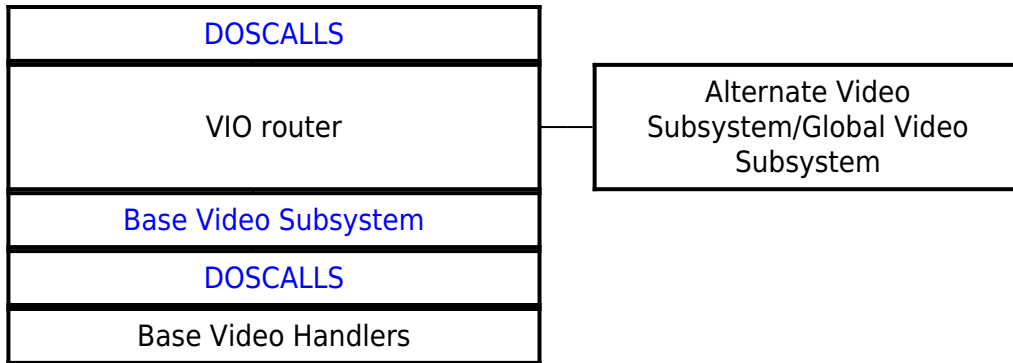 DOSCALLS
VIO router
Alternate Video
Subsystem/Global Video
Subsystem
Base Video Subsystem
DOSCALLS
Base Video Handlers